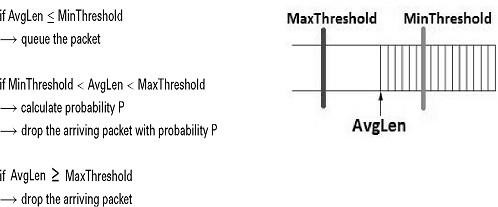 if AvgLen ≤ MinThreshold
→ queue the packet
if MinThreshold < AvgLen < MaxThreshold
→ calculate probability P
→ drop the arriving packet with probability P
if AvgLen ≥ MaxThreshold
→ drop the arriving packet
MaxThreshold MinThreshold
AvgLen